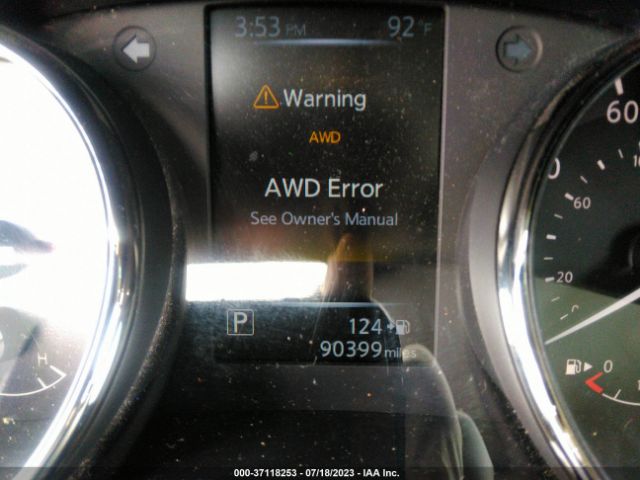 3:53 PM 92 °F
Warning
60
AWD
0
AWD Error
60
See Owner's Manual
20
P 124
90399 miles
H
0
000-37118253 - 07/18/2023 - IAA Inc.